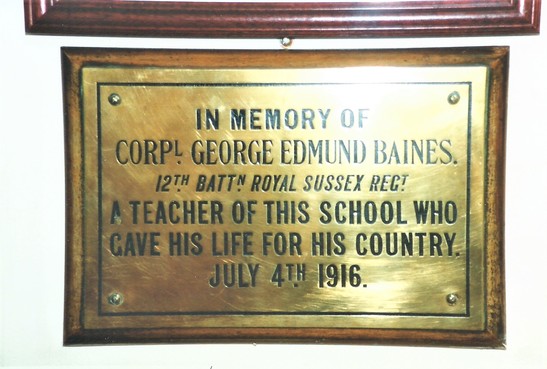 IN MEMORY OF
CORPL GEORGE EDMUND BAINES.
12TH BATTN ROYAL SUSSEX REGT
A TEACHER OF THIS SCHOOL WHO
GAVE HIS LIFE FOR HIS COUNTRY.
JULY 4TH 1916.